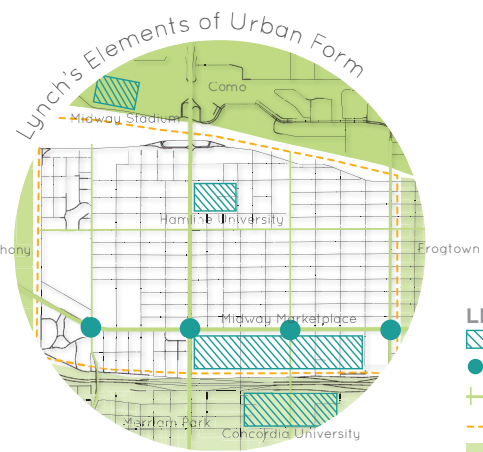 Lynch's Elements of Urban Form
Como
Midway Stadium
Hamline University
Frogtown
Midway Marketplace
Merriam Park
Concordia University